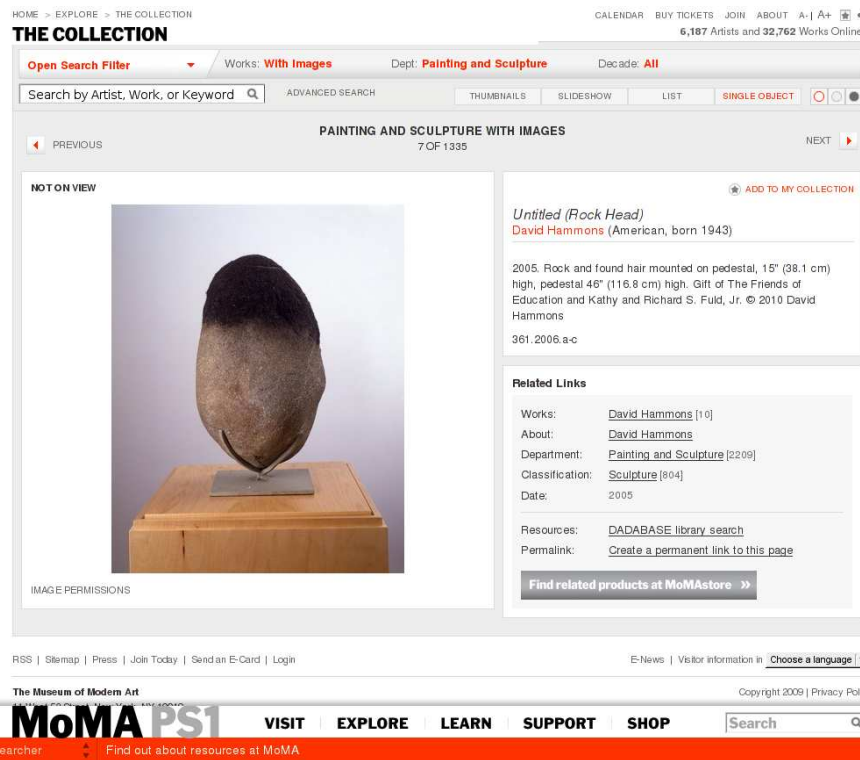 HOME > EXPLORE > THE COLLECTION
CALENDAR BUY TICKETS JOIN ABOUT A- | A+
THE COLLECTION
6,187 Artists and 32,762 Works Online
Open Search Filter Works: With Images Dept: Painting and Sculpture Decade: All
Search by Artist, Work, or Keyword ADVANCED SEARCH THUMBNAILS SLIDESHOW LIST SINGLE OBJECT
PAINTING AND SCULPTURE WITH IMAGES
PREVIOUS 7 OF 1335 NEXT
NOT ON VIEW
IMAGE PERMISSIONS
ADD TO MY COLLECTION
Untitled (Rock Head)
David Hammons (American, born 1943)
2005. Rock and found hair mounted on pedestal, 15" (38.1 cm)
high, pedestal 46" (116.8 cm) high. Gift of The Friends of
Education and Kathy and Richard S. Fuld, Jr. © 2010 David
Hammons
361.2006.a-c
Related Links
Works: David Hammons [10]
About: David Hammons
Department: Painting and Sculpture [2209]
Classification: Sculpture [804]
Date: 2005
Resources: DADABASE library search
Permalink: Create a permanent link to this page
Find related products at MoMAstore »
RSS | Sitemap | Press | Join Today | Send an E-Card | Login
E-News | Visitor information in Choose a language
The Museum of Modern Art
Copyright 2009 | Privacy Pol
MoMA PS1 VISIT EXPLORE LEARN SUPPORT SHOP Search
earcher Find out about resources at MoMA